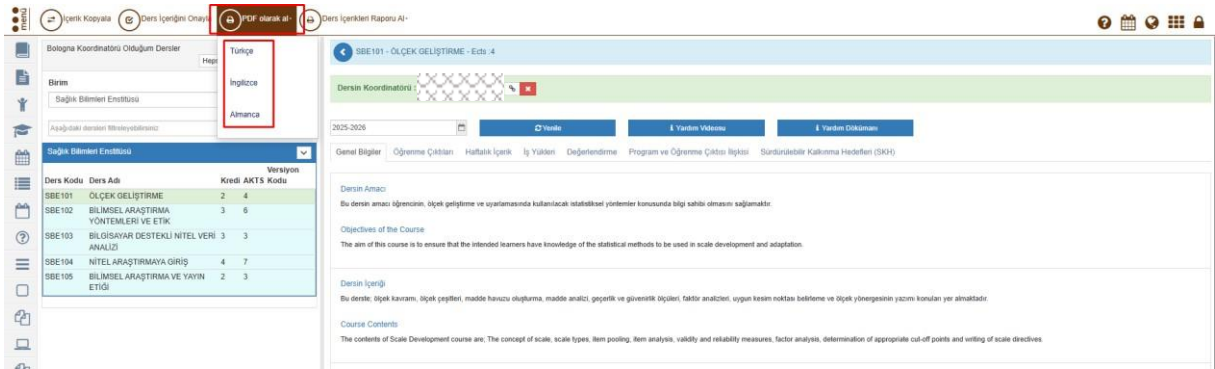 menü
İçerik Kopyala
Ders İçeriğini Onayla
PDF olarak al
Ders İçerikleri Raporu Al
Bologna Koordinatörü Olduğum Dersler
Türkçe
İngilizce
Almanca
Birim
Sağlık Bilimleri Enstitüsü
Aşağıdaki dersleri filtreleyebilirsiniz
Sağlık Bilimleri Enstitüsü
Ders Kodu Ders Adı Kredi AKTS Versiyon Kodu
SBE101 ÖLÇEK GELİŞTİRME 2 4
SBE102 BİLİMSEL ARAŞTIRMA 3 6
YÖNTEMLERİ VE ETİK
SBE103 BİLGİSAYAR DESTEKLİ NİTEL VERİ 3 3
ANALİZİ
SBE104 NİTEL ARAŞTIRMAYA GİRİŞ 4 7
SBE105 BİLİMSEL ARAŞTIRMA VE YAYIN 2 3
ETİĞİ
SBE101 - ÖLÇEK GELİŞTİRME - Ects :4
Dersin Koordinatörü :
2025-2026
Yenile
Yardım Videosu
Yardım Dökümanı
Genel Bilgiler Öğrenme Çıktıları Haftalık İçerik İş Yükleri Değerlendirme Program ve Öğrenme Çıktısı İlişkisi Sürdürülebilir Kalkınma Hedefleri (SKH)
Dersin Amacı
Bu dersin amacı öğrencinin, ölçek geliştirme ve uyarlamasında kullanılacak istatistiksel yöntemler konusunda bilgi sahibi olmasını sağlamaktır.
Objectives of the Course
The aim of this course is to ensure that the intended learners have knowledge of the statistical methods to be used in scale development and adaptation.
Dersin İçeriği
Bu derste; ölçek kavramı, ölçek çeşitleri, madde havuzu oluşturma, madde analizi, geçerlik ve güvenirlik ölçüleri, faktör analizleri, uygun kesim noktası belirleme ve ölçek yönergesinin yazımı konuları yer almaktadır.
Course Contents
The contents of Scale Development course are; The concept of scale, scale types, item pooling, item analysis, validity and reliability measures, factor analysis, determination of appropriate cut-off points and writing of scale directives.